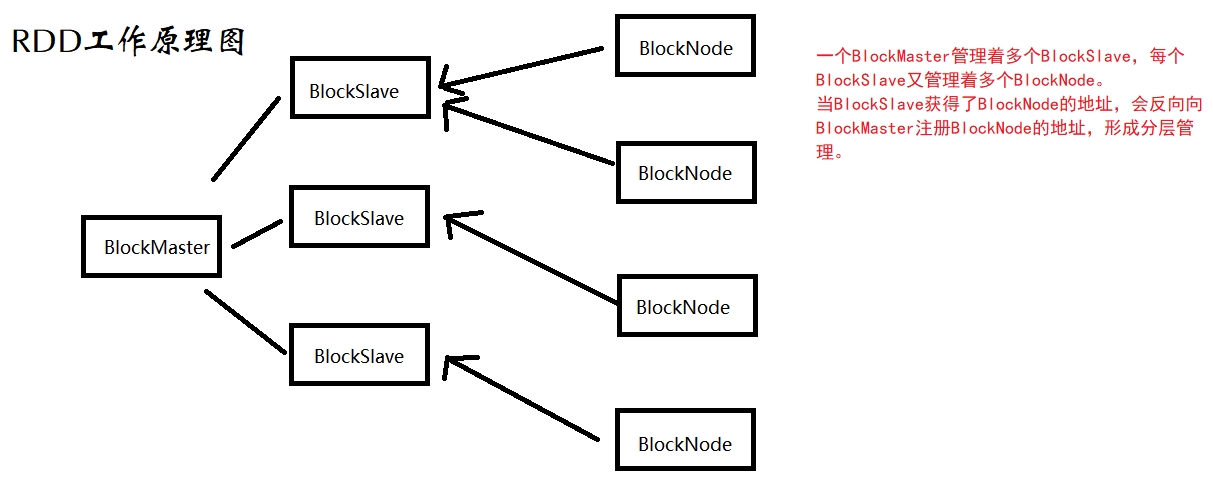 RDD工作原理图
BlockMaster
BlockSlave
BlockSlave
BlockSlave
BlockNode
BlockNode
BlockNode
BlockNode
一个BlockMaster管理着多个BlockSlave，每个
BlockSlave又管理着多个BlockNode。
当BlockSlave获得了BlockNode的地址，会反向向
BlockMaster注册BlockNode的地址，形成分层管
理。